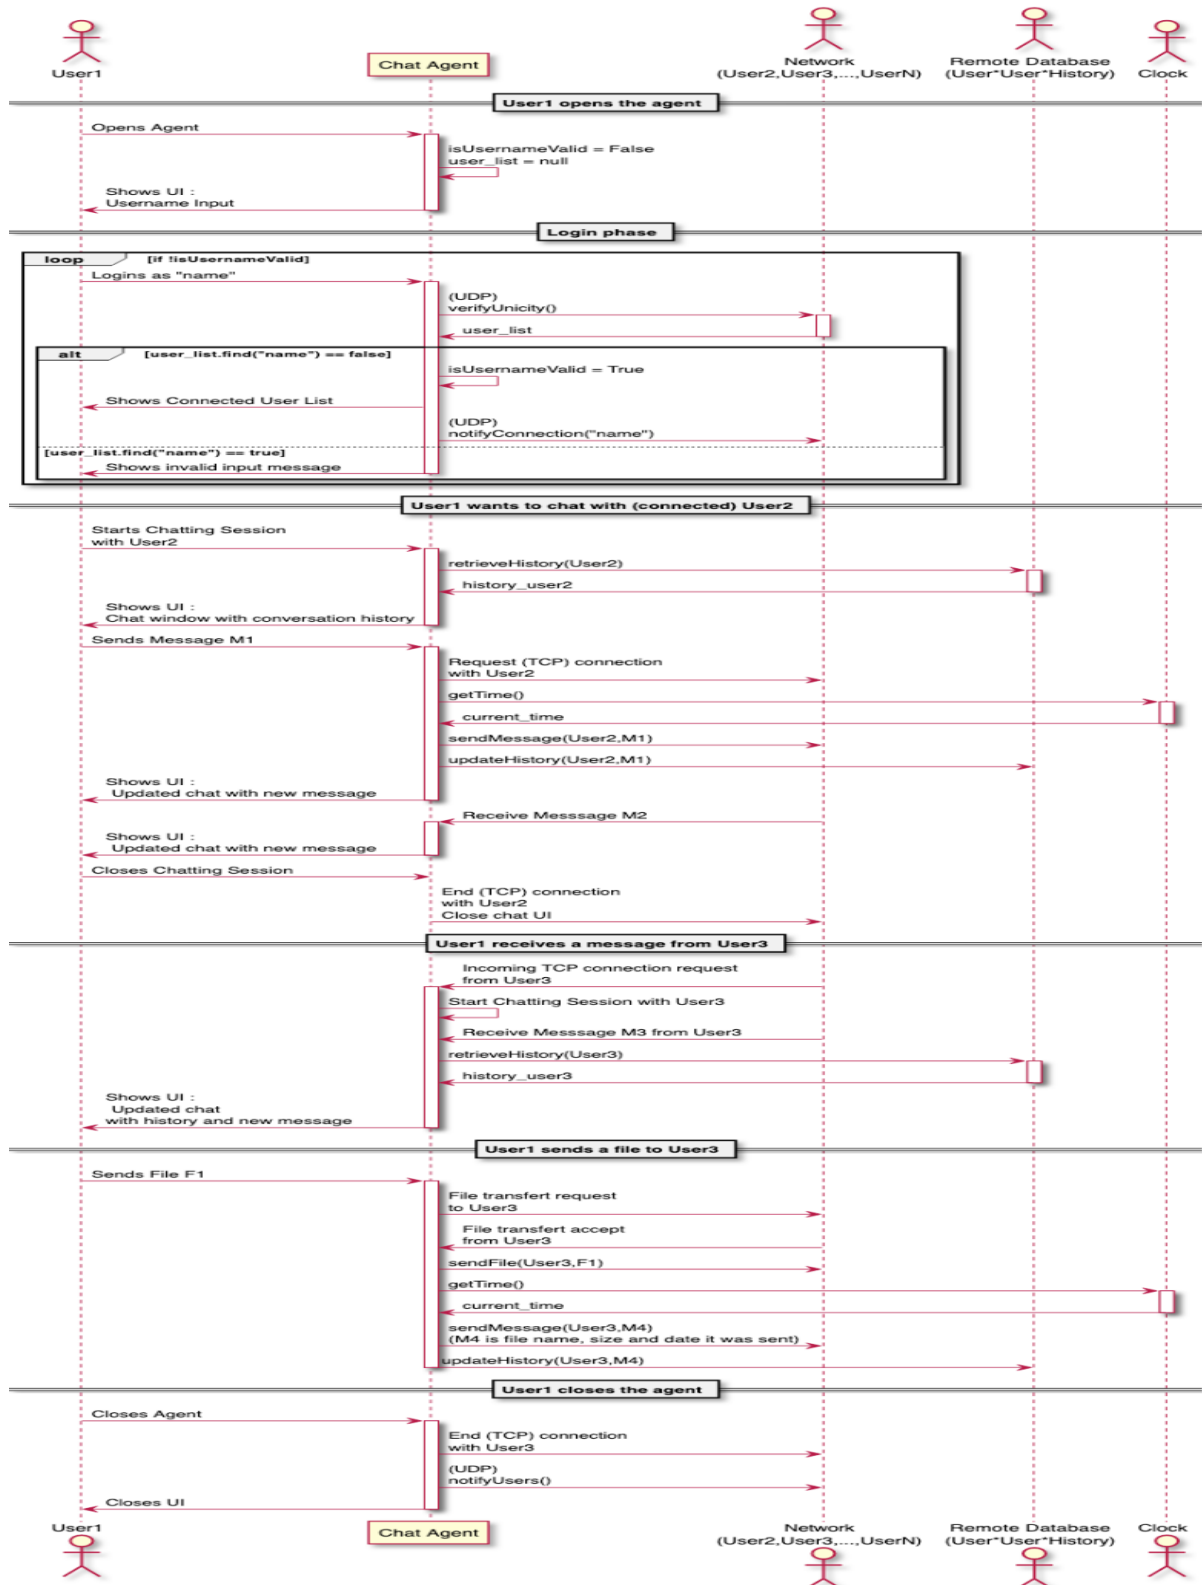 User1
Chat Agent
Network
(User2,User3,...,UserN)
Remote Database
(User*User*History)
Clock
User1 opens the agent
Opens Agent
isUsernameValid = False
user_list = null
Shows UI :
Username Input
Login phase
loop
[if !isUsernameValid]
Logins as "name"
(UDP)
verifyUnicity()
user_list
alt
[user_list.find("name") == false]
isUsernameValid = True
Shows Connected User List
(UDP)
notifyConnection("name")
[user_list.find("name") == true]
Shows invalid input message
User1 wants to chat with (connected) User2
Starts Chatting Session
with User2
retrieveHistory(User2)
history_user2
Shows UI :
Chat window with conversation history
Sends Message M1
Request (TCP) connection
with User2
getTime()
current_time
sendMessage(User2,M1)
updateHistory(User2,M1)
Shows UI :
Updated chat with new message
Receive Messsage M2
Shows UI :
Updated chat with new message
Closes Chatting Session
End (TCP) connection
with User2
Close chat UI
User1 receives a message from User3
Incoming TCP connection request
from User3
Start Chatting Session with User3
Receive Messsage M3 from User3
retrieveHistory(User3)
history_user3
Shows UI :
Updated chat
with history and new message
User1 sends a file to User3
Sends File F1
File transfert request
to User3
File transfert accept
from User3
sendFile(User3,F1)
getTime()
current_time
sendMessage(User3,M4)
(M4 is file name, size and date it was sent)
updateHistory(User3,M4)
User1 closes the agent
Closes Agent
End (TCP) connection
with User3
(UDP)
notifyUsers()
Closes UI
User1
Chat Agent
Network
(User2,User3,...,UserN)
Remote Database
(User*User*History)
Clock